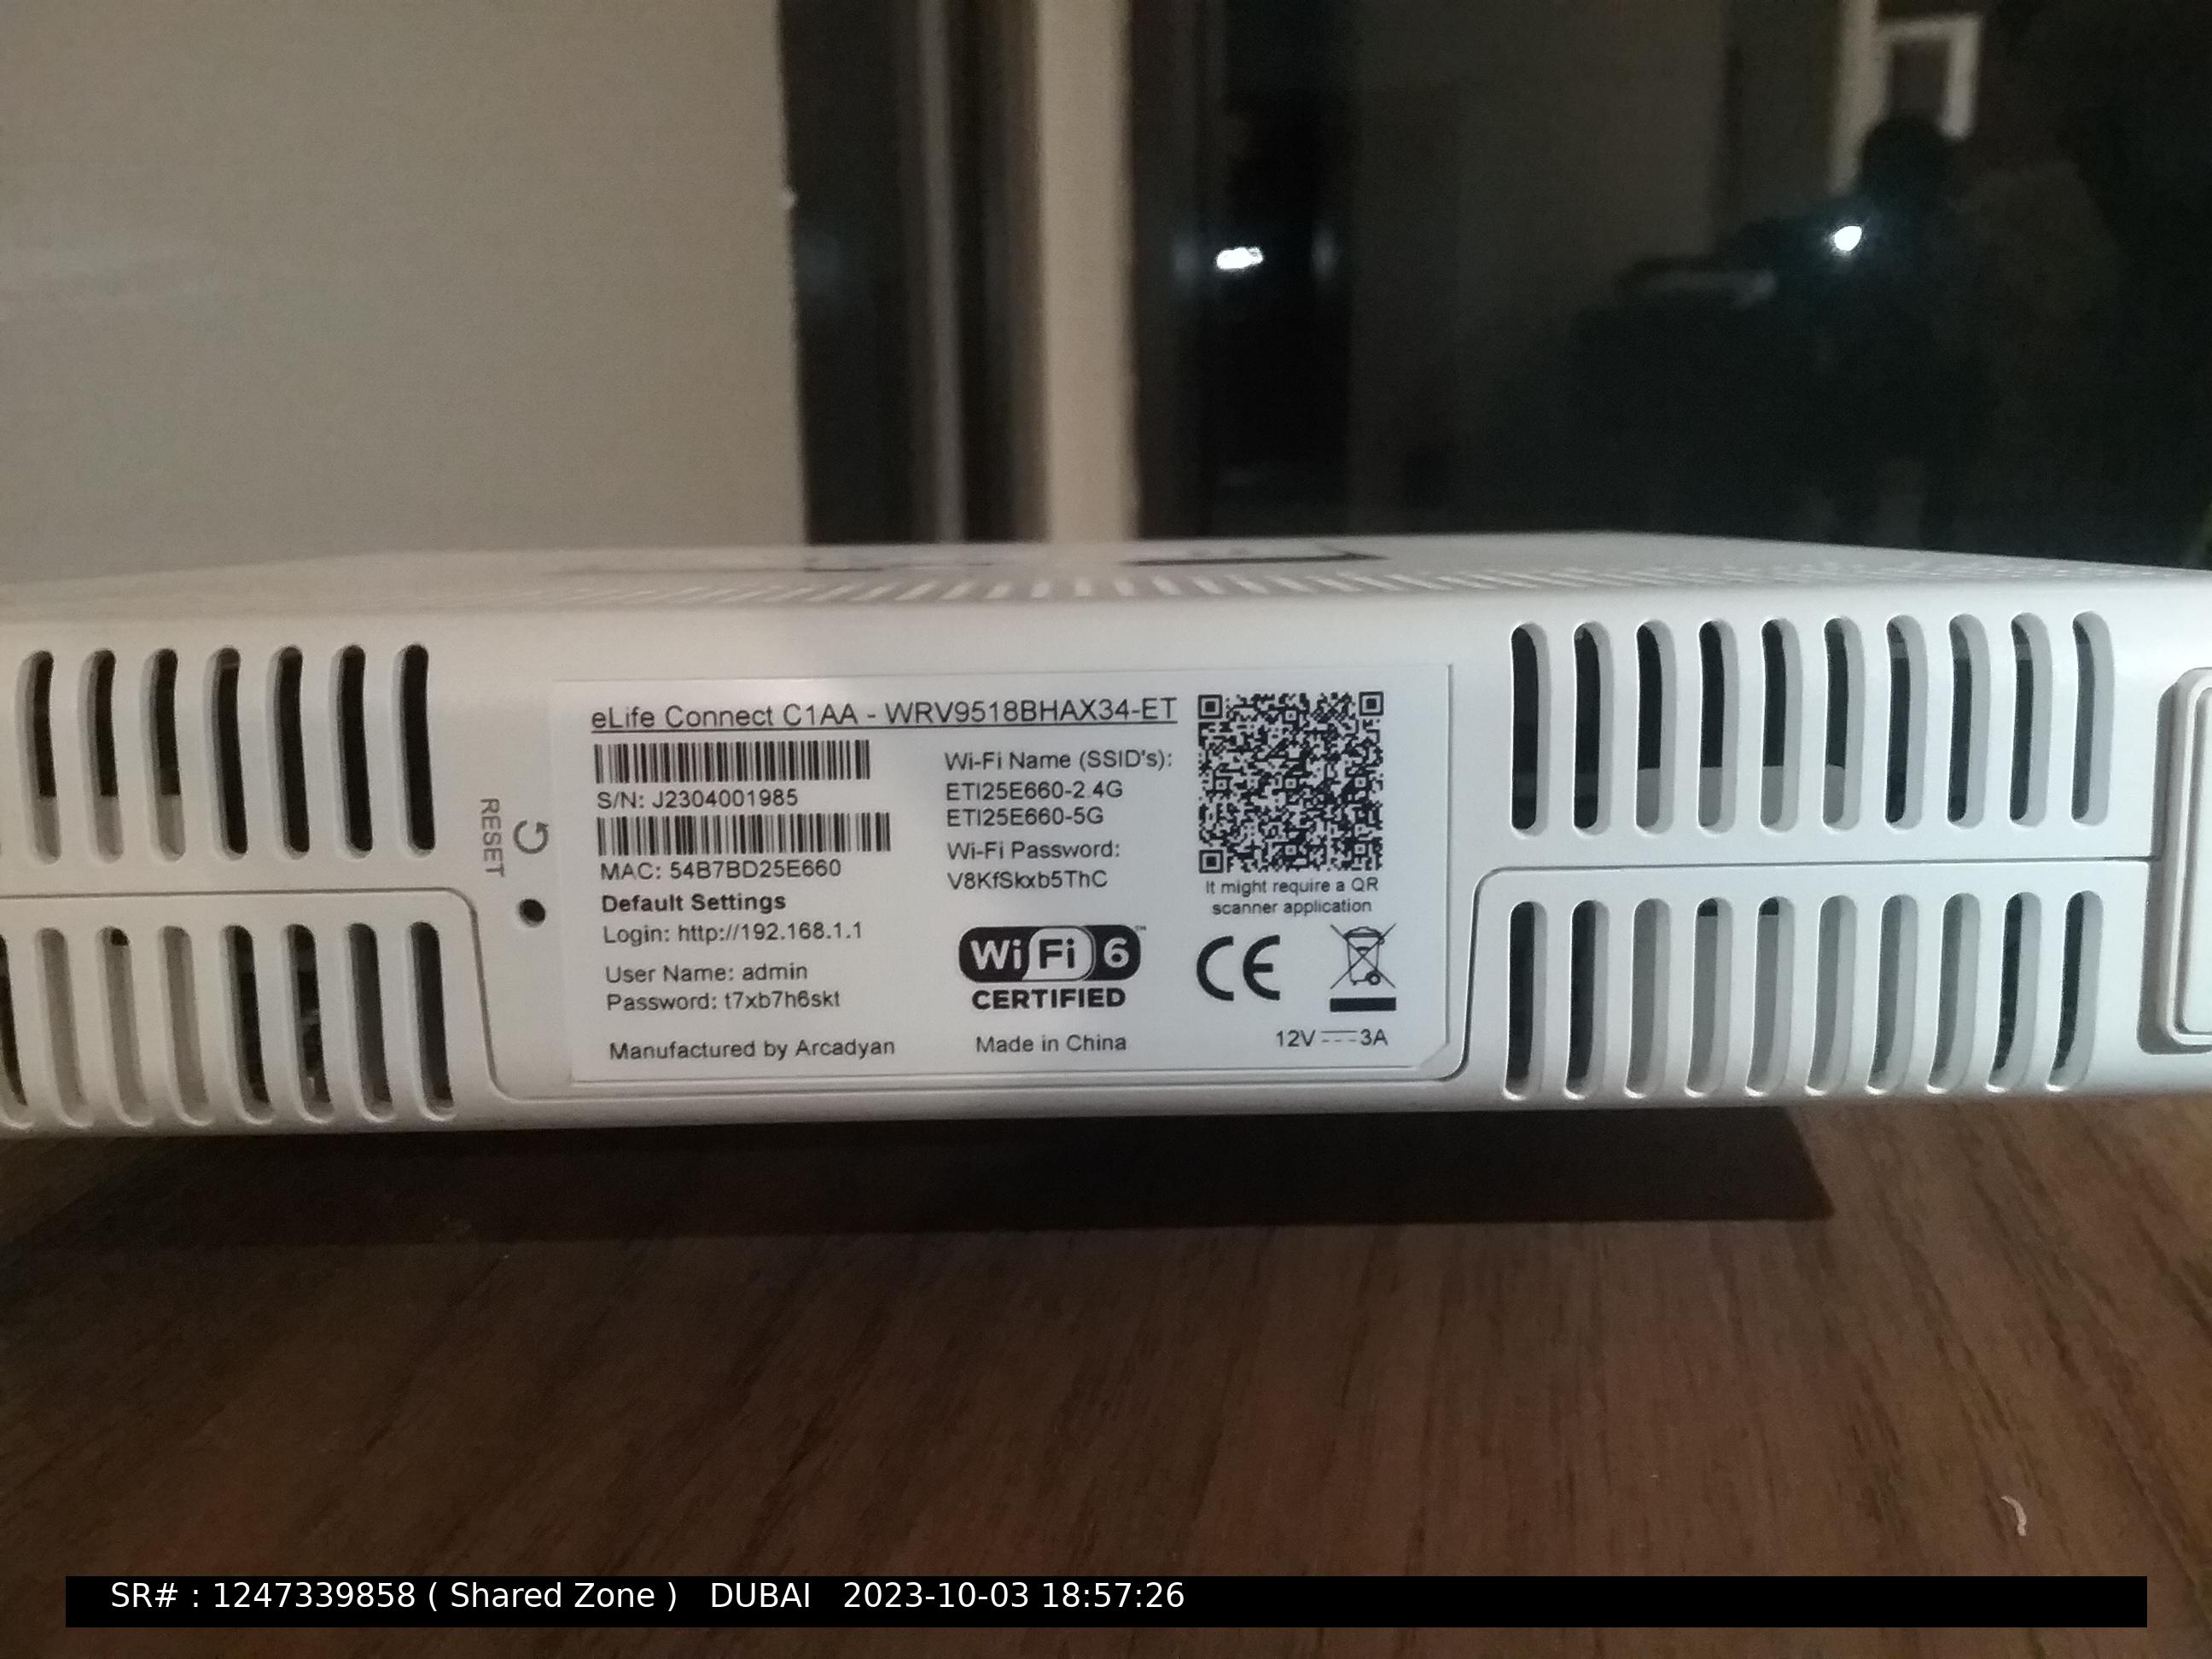 eLife Connect C1AA - WRV9518BHAX34-ET
S/N: J2304001985
MAC: 54B7BD25E660
Default Settings
Login: http://192.168.1.1
User Name: admin
Password: t7xb7h6skt
Manufactured by Arcadyan
Wi-Fi Name (SSID's):
ETI25E660-2.4G
ETI25E660-5G
Wi-Fi Password:
V8KfSkxb5ThC
WiFi 6™
CERTIFIED
Made in China
It might require a QR
scanner application
CE
12V 3A
RESET
SR# : 1247339858 ( Shared Zone ) DUBAI 2023-10-03 18:57:26